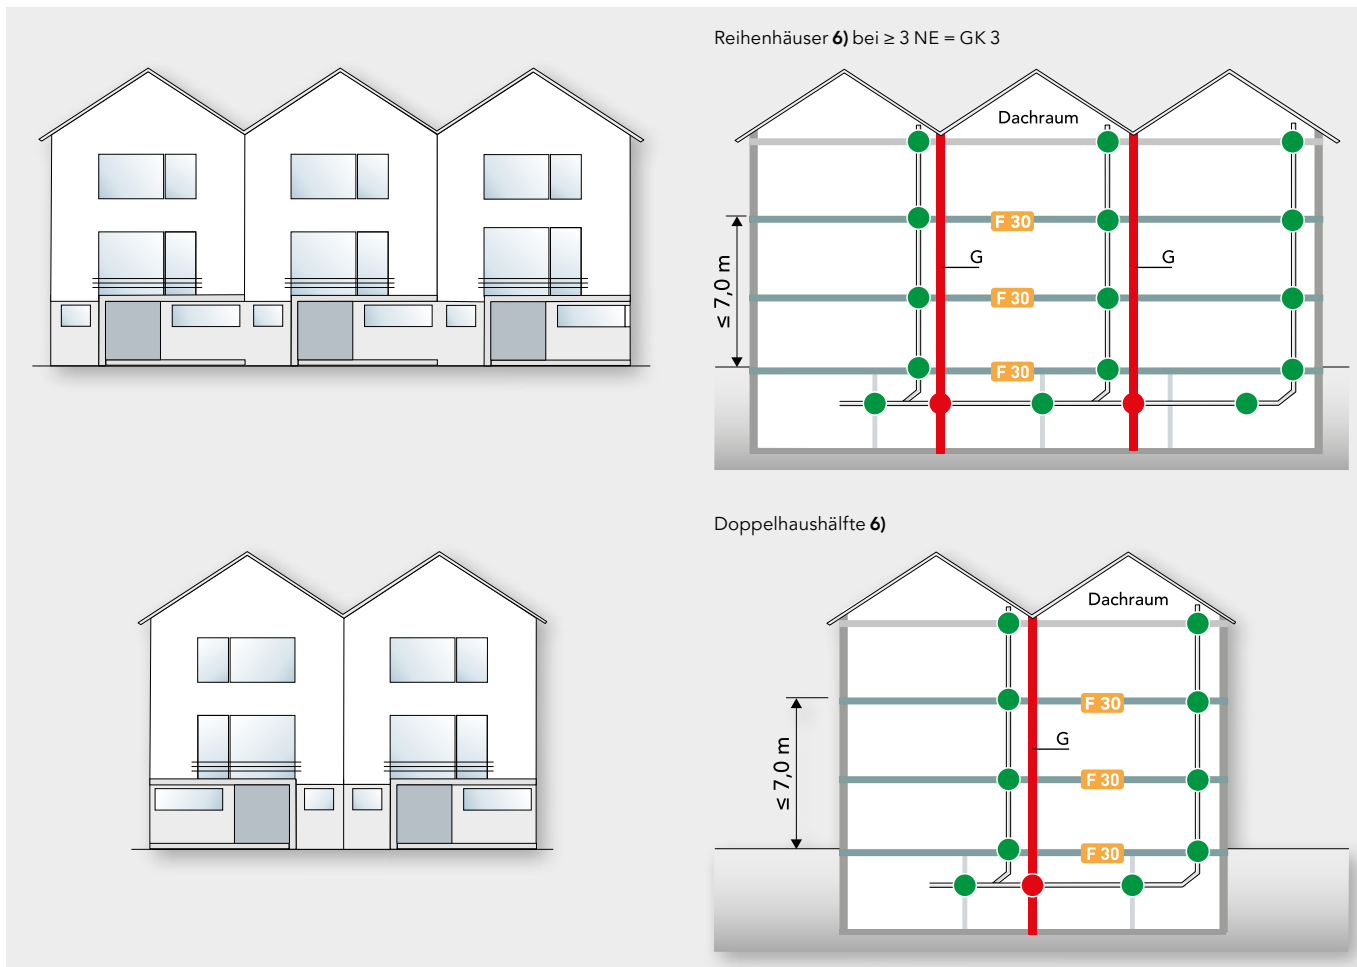 Reihenhäuser 6) bei ≥ 3 NE = GK 3
Dachraum
F 30
G
G
≤ 7,0 m
F 30
F 30
Doppelhaushälfte 6)
Dachraum
F 30
G
≤ 7,0 m
F 30
F 30